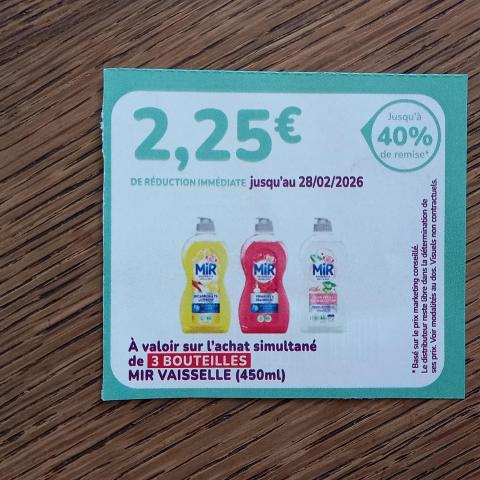 2,25€
Jusqu'à
40%
de remise*
DE RÉDUCTION IMMÉDIATE jusqu'au 28/02/2026
MiR
MiR
MiR
À valoir sur l'achat simultané
de 3 BOUTEILLES
MIR VAISSELLE (450ml)
* Basé sur le prix marketing conseillé.
Le distributeur reste libre dans la détermination de
ses prix. Voir modalités au dos. Visuels non contractuels.